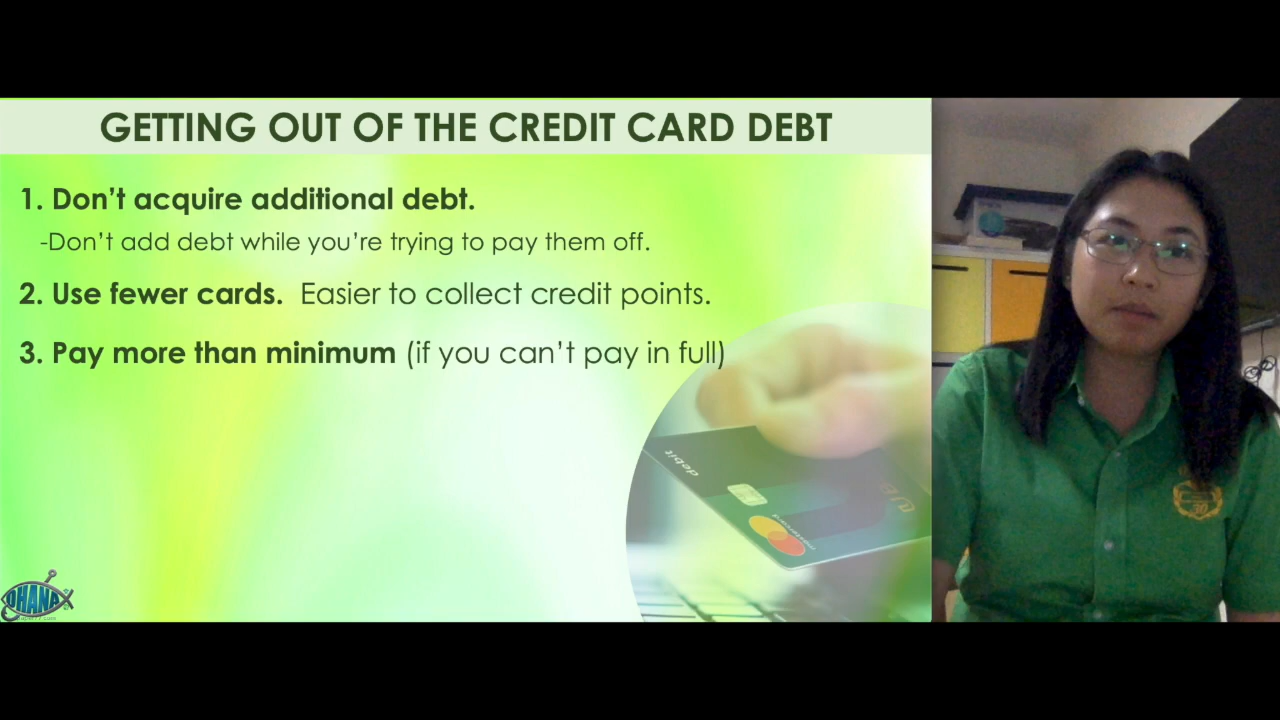 GETTING OUT OF THE CREDIT CARD DEBT
1. Don't acquire additional debt.
-Don't add debt while you're trying to pay them off.
2. Use fewer cards. Easier to collect credit points.
3. Pay more than minimum (if you can't pay in full)
debit
mastercard
OHANA
30